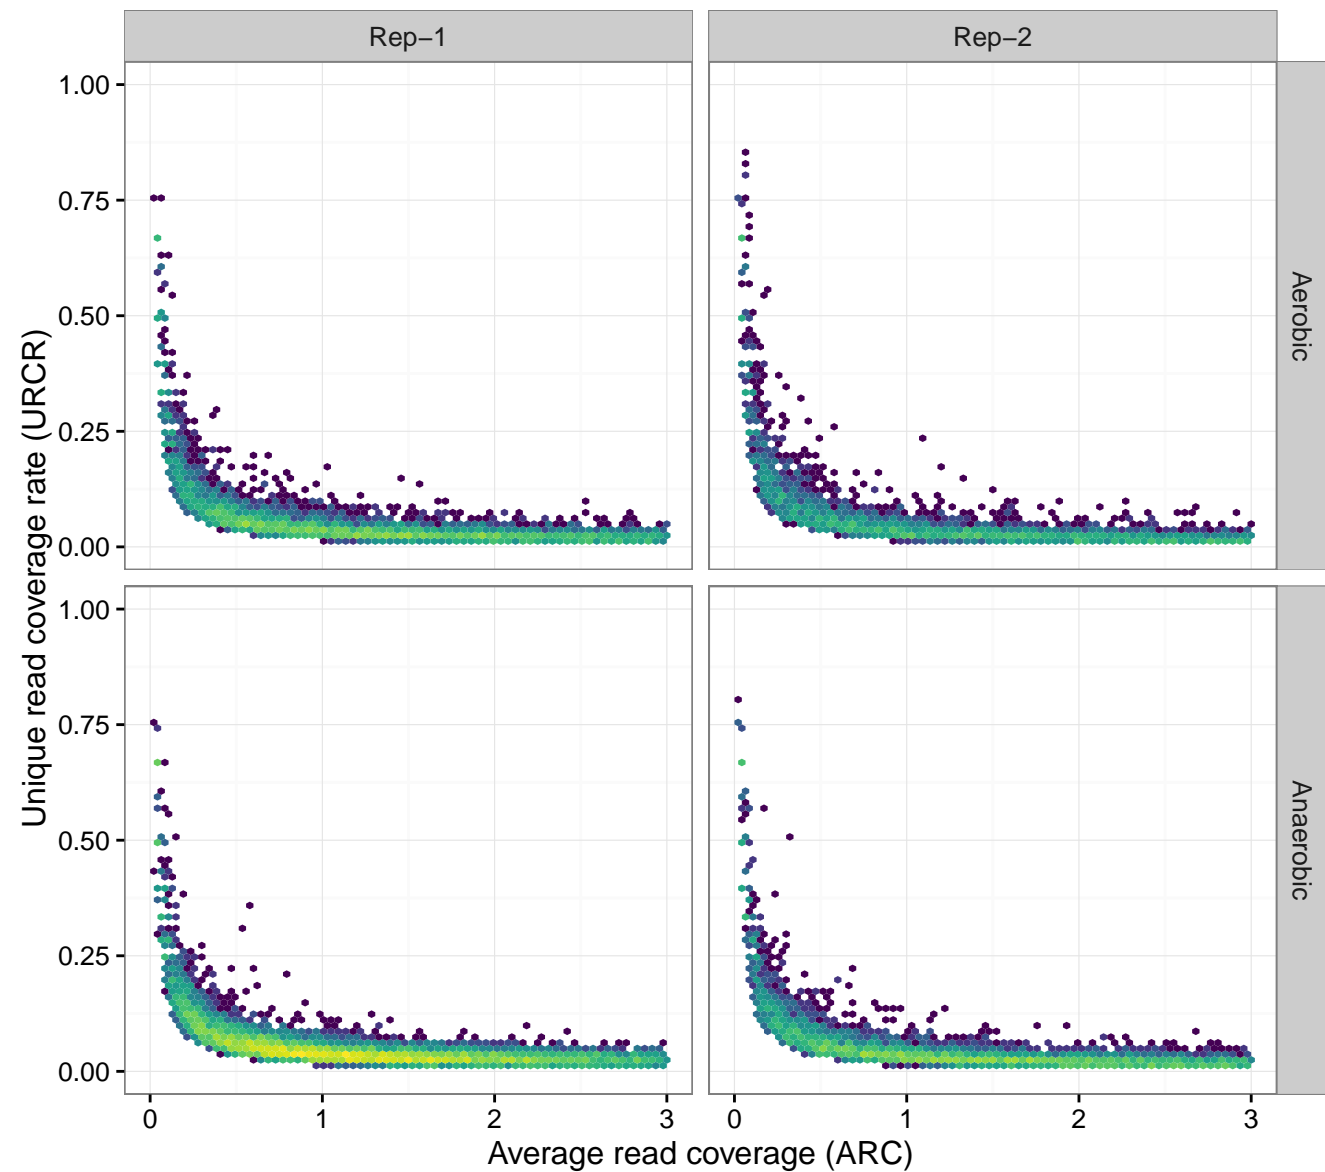 Rep−1
Rep−2
1.00
0.75
0.50
0.25
0.00
Aerobic
1.00
0.75
0.50
0.25
0.00
Anaerobic
Unique read coverage rate (URCR)
0 1 2 3
0 1 2 3
Average read coverage (ARC)